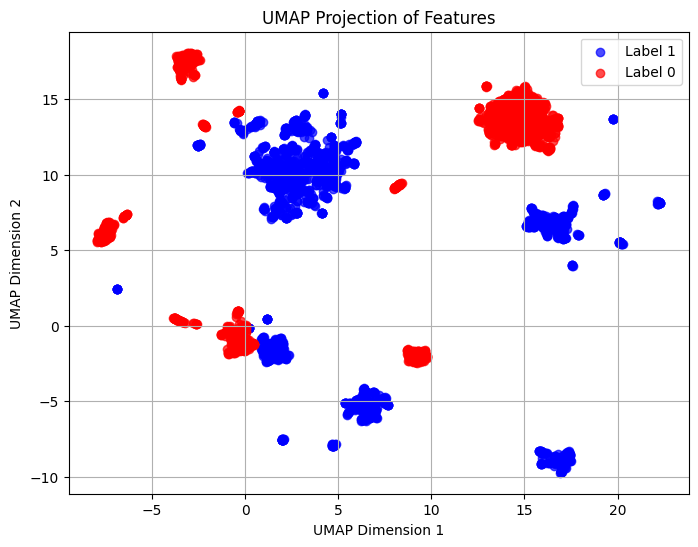 UMAP Projection of Features
Label 1
Label 0
UMAP Dimension 2
15
10
5
0
−5
−10
−5
0
5
10
15
20
UMAP Dimension 1